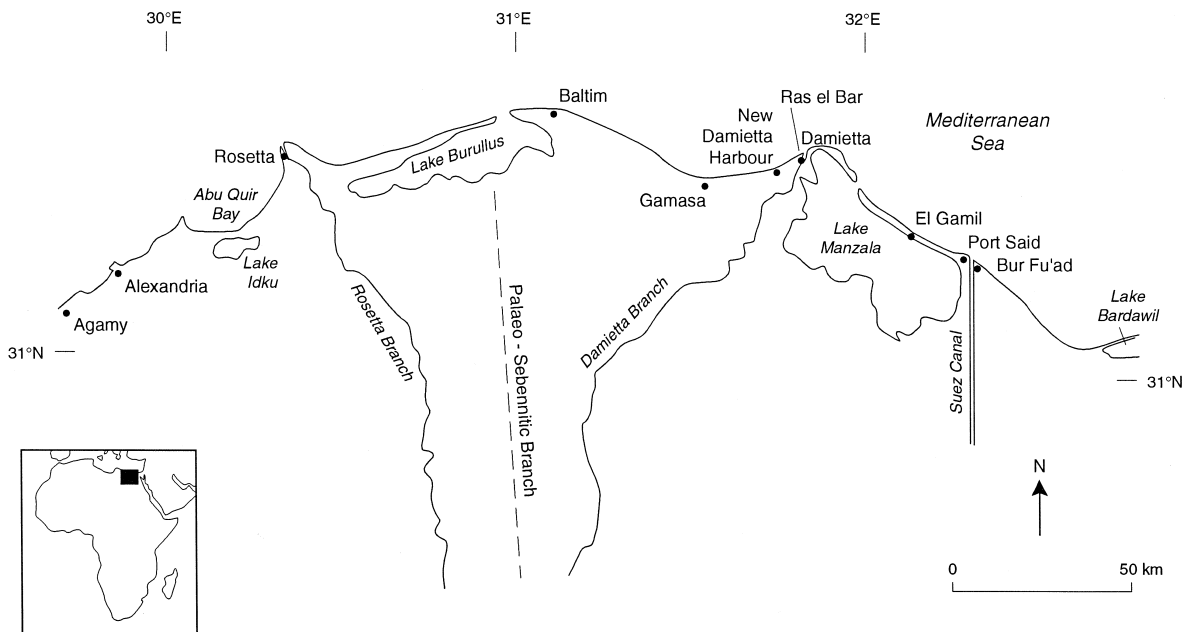 30°E
31°E
32°E
Baltim
Ras el Bar
New
Damietta
Harbour
Damietta
Mediterranean
Sea
Rosetta
Lake Burullus
Abu Quir
Bay
Gamasa
El Gamil
Lake
Manzala
Port Said
Bur Fu'ad
Lake
Idku
Alexandria
Agamy
Lake
Bardawil
31°N
31°N
Rosetta Branch
Palaeo - Sebennitic Branch
Damietta Branch
Suez Canal
N
0
50 km